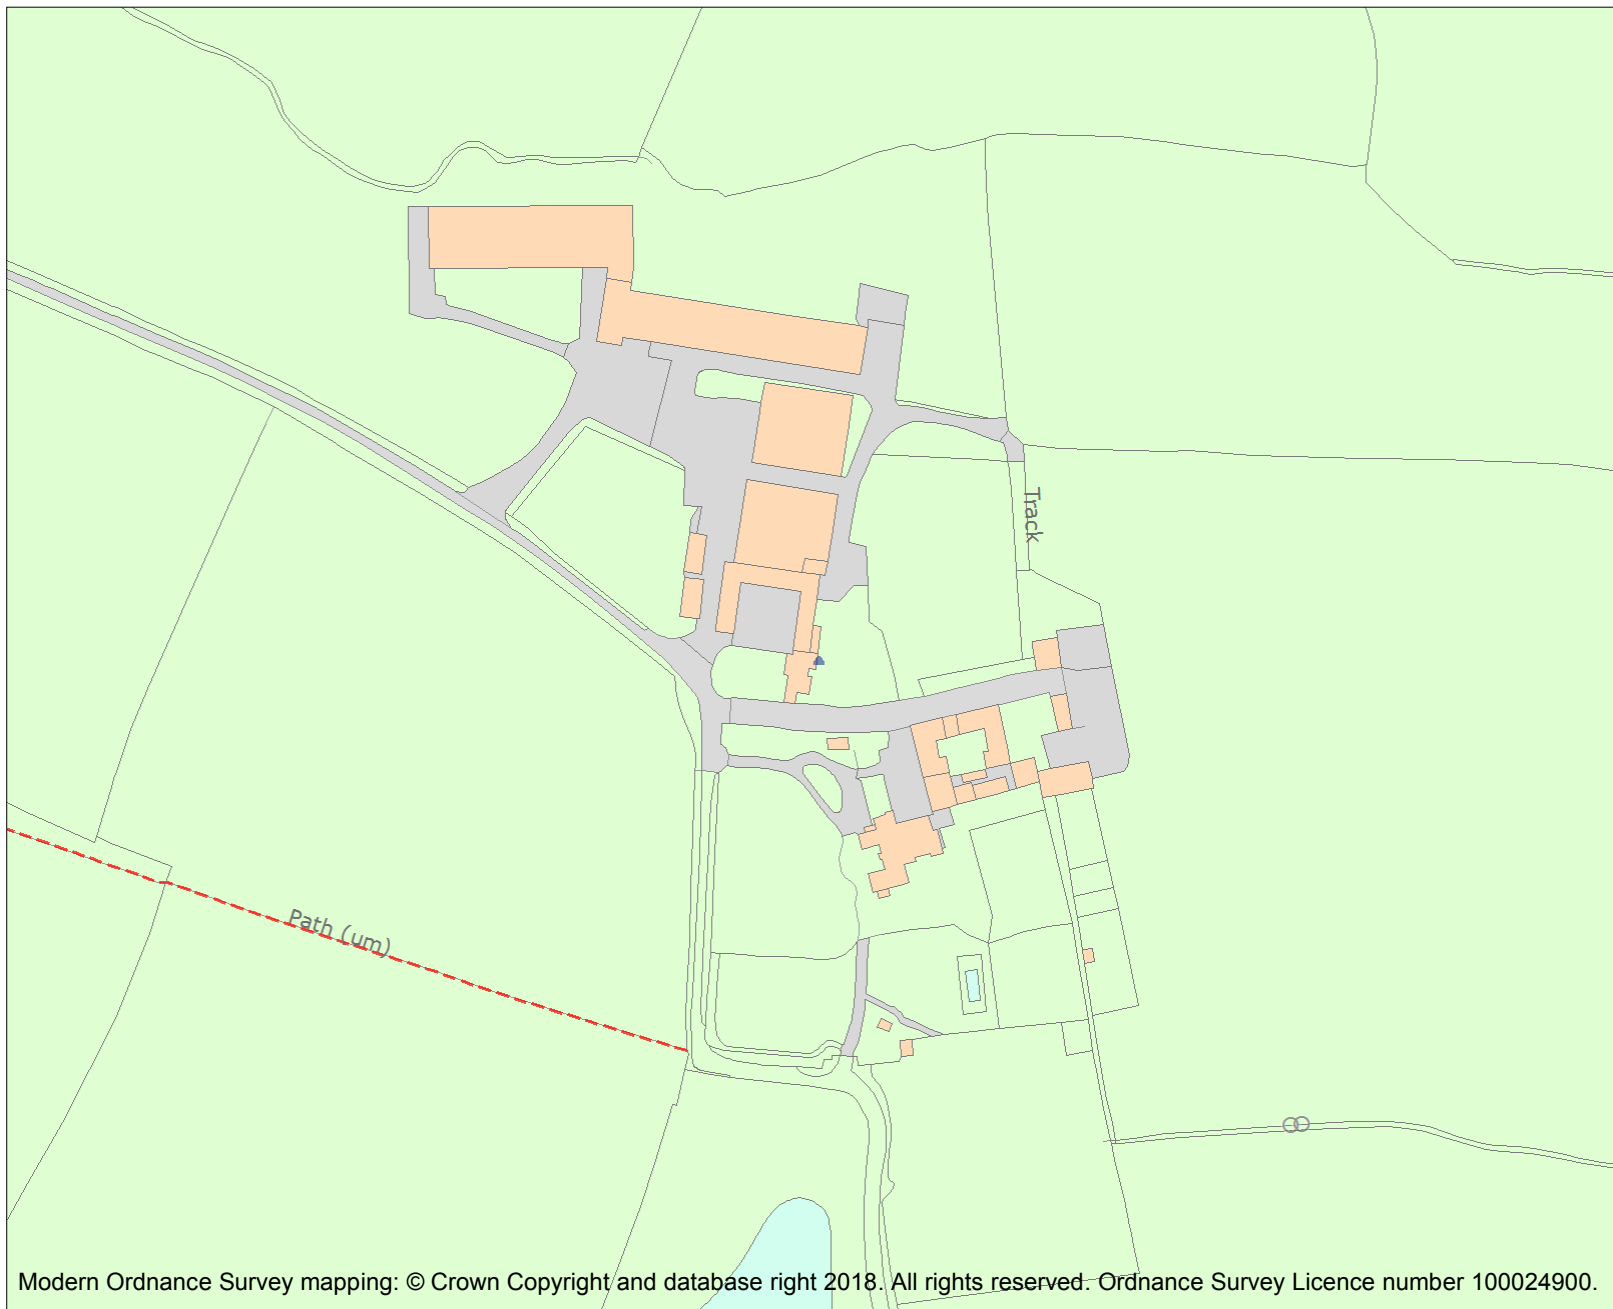 Track
Path (um)
Modern Ordnance Survey mapping: © Crown Copyright and database right 2018. All rights reserved. Ordnance Survey Licence number 100024900.